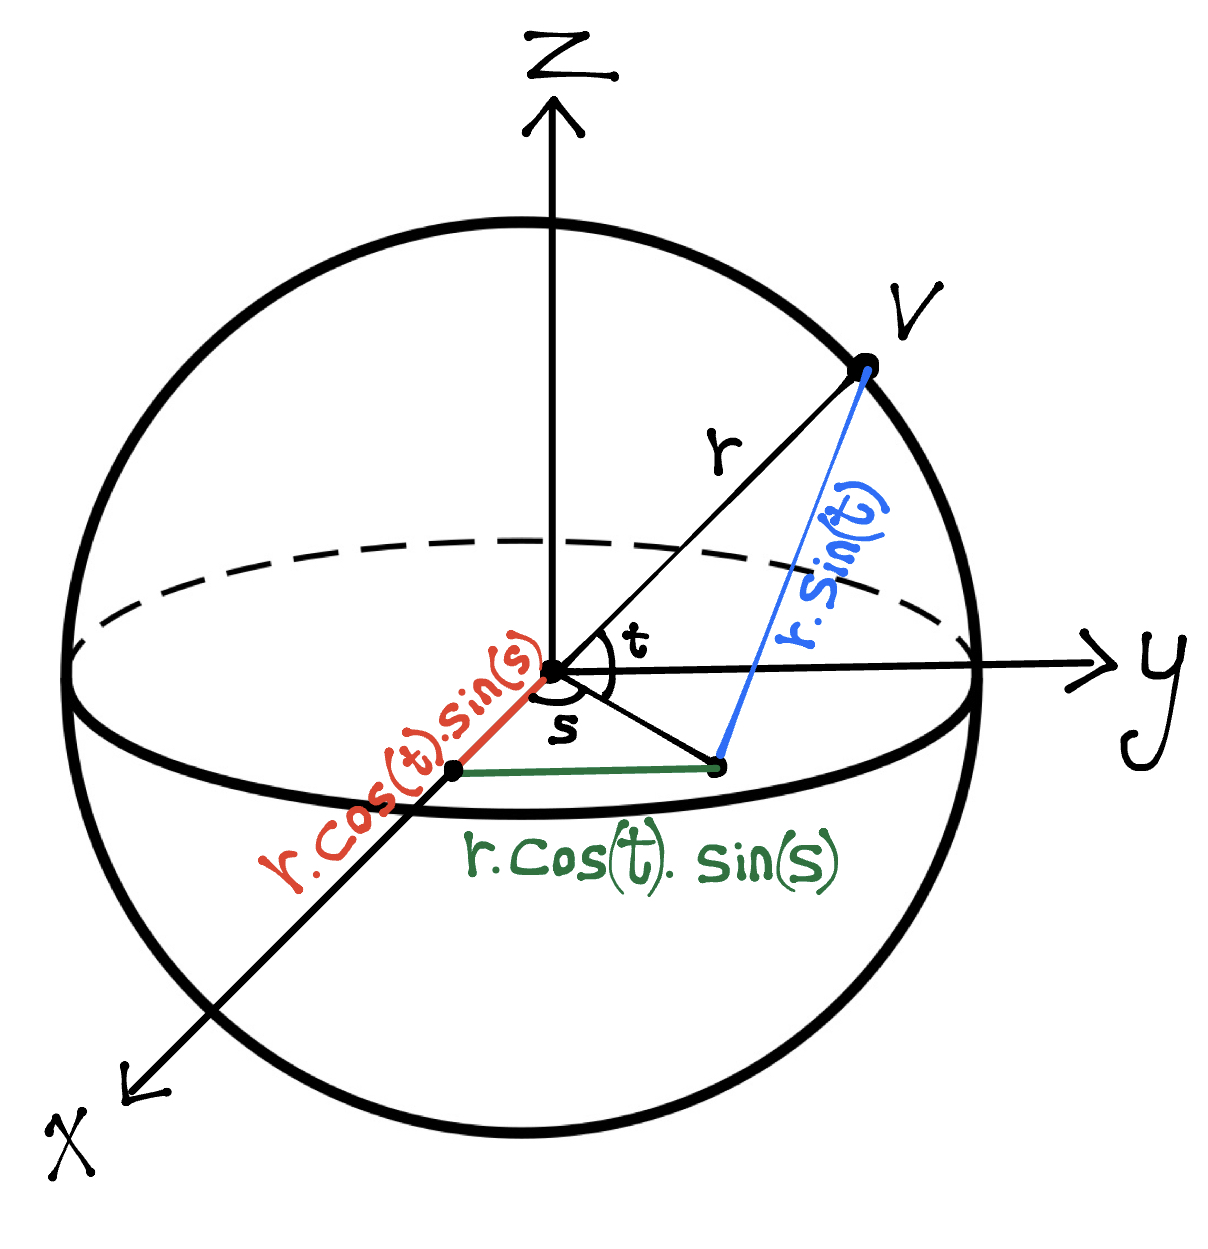 Z
V
r
r.sin(t)
t
y
r.cos(t).sin(s)
s
r.cos(t). sin(s)
x